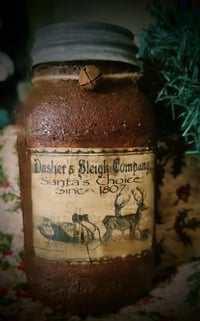 Dasher's Sleigh Company
Santa's Choice
Since 1807